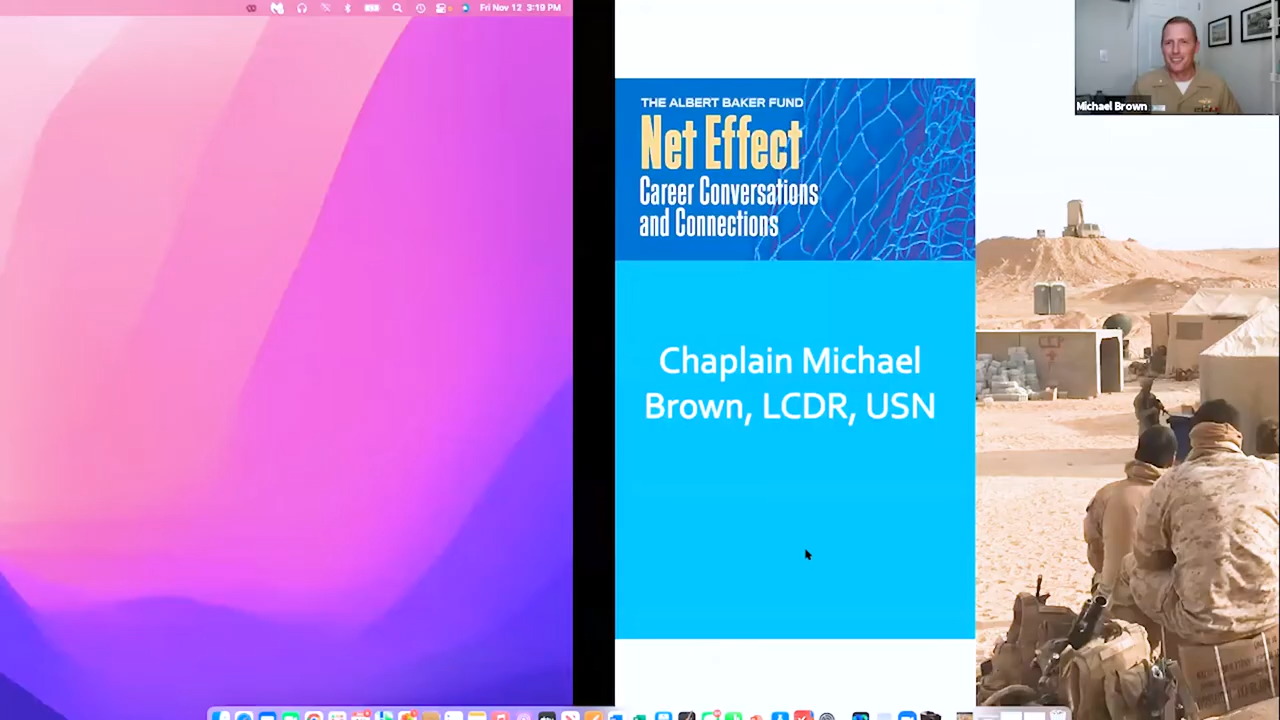 Fri Nov 12 3:19 PM
Michael Brown
THE ALBERT BAKER FUND
Net Effect
Career Conversations
and Connections
Chaplain Michael
Brown, LCDR, USN